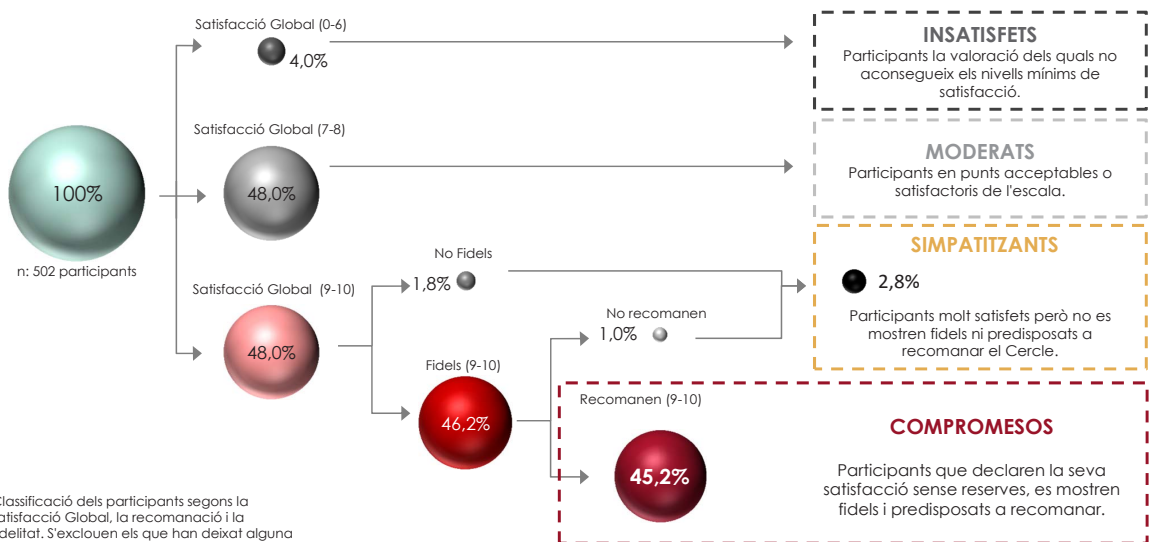 Satisfacció Global (0-6)
4,0%
INSATISFETS
Participants la valoració dels quals no
aconsegueix els nivells mínims de
satisfacció.
Satisfacció Global (7-8)
100%
48,0%
n: 502 participants
MODERATS
Participants en punts acceptables o
satisfactoris de l'escala.
No Fidels
1,8%
SIMPATITZANTS
2,8%
Participants molt satisfets però no es
mostren fidels ni predisposats a
recomanar el Cercle.
Satisfacció Global (9-10)
48,0%
No recomanen
1,0%
Fidels (9-10)
46,2%
Recomanen (9-10)
45,2%
COMPROMESOS
Participants que declaren la seva
satisfacció sense reserves, es mostren
fidels i predisposats a recomanar.
Classificació dels participants segons la
Global, la recomanació i la
S'exclouen els que han deixat alguna